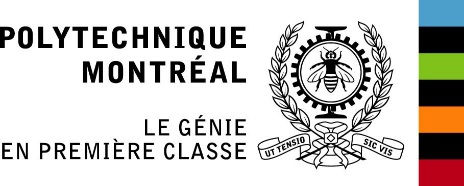 POLYTECHNIQUE
MONTRÉAL
LE GÉNIE
EN PREMIÈRE CLASSE
UT TENSIO SIC VIS